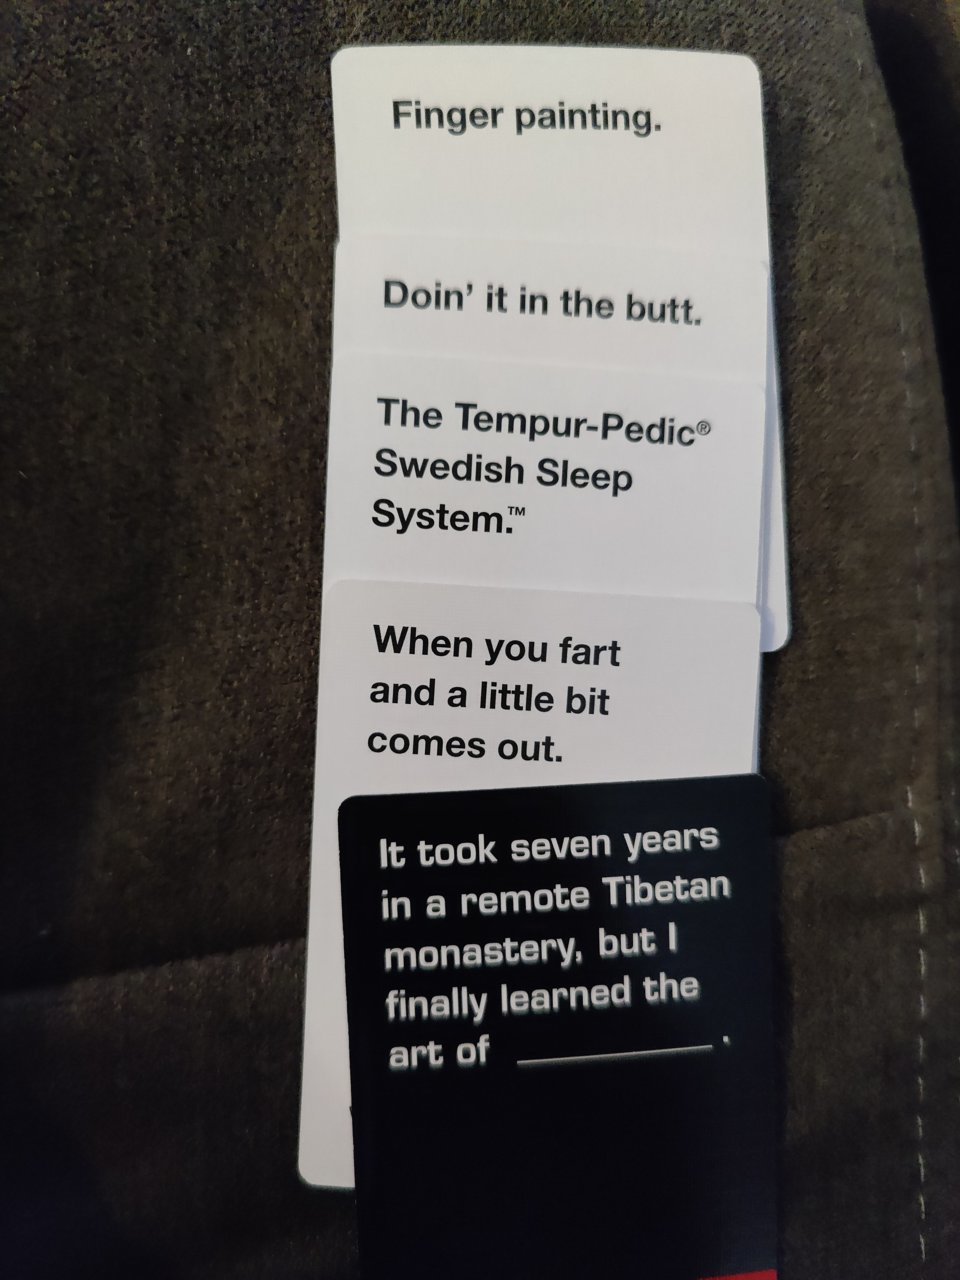 Finger painting.
Doin’ it in the butt.
The Tempur-Pedic®
Swedish Sleep
System.™
When you fart
and a little bit
comes out.
It took seven years
in a remote Tibetan
monastery, but I
finally learned the
art of __________.